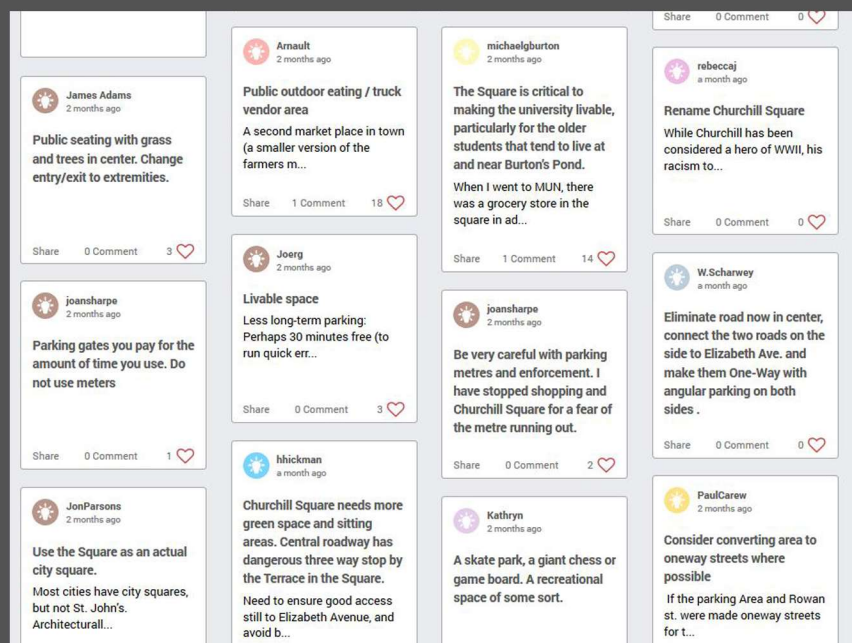 James Adams
2 months ago
Public seating with grass
and trees in center. Change
entry/exit to extremities.
Share 0 Comment 3
joansharpe
2 months ago
Parking gates you pay for the
amount of time you use. Do
not use meters
Share 0 Comment 1
JonParsons
2 months ago
Use the Square as an actual
city square.
Most cities have city squares,
but not St. John's.
Architecturall...
Arnault
2 months ago
Public outdoor eating / truck
vendor area
A second market place in town
(a smaller version of the
farmers m...
Share 1 Comment 18
Joerg
2 months ago
Livable space
Less long-term parking:
Perhaps 30 minutes free (to
run quick err...
Share 0 Comment 3
hhickman
a month ago
Churchill Square needs more
green space and sitting
areas. Central roadway has
dangerous three way stop by
the Terrace in the Square.
Need to ensure good access
still to Elizabeth Avenue, and
avoid b...
michaelgburton
2 months ago
The Square is critical to
making the university livable,
particularly for the older
students that tend to live at
and near Burton's Pond.
When I went to MUN, there
was a grocery store in the
square in ad...
Share 1 Comment 14
joansharpe
2 months ago
Be very careful with parking
metres and enforcement. I
have stopped shopping and
Churchill Square for a fear of
the metre running out.
Share 0 Comment 2
Kathryn
2 months ago
A skate park, a giant chess or
game board. A recreational
space of some sort.
Share 0 Comment 0
rebeccaj
a month ago
Rename Churchill Square
While Churchill has been
considered a hero of WWII, his
racism to...
Share 0 Comment 0
W.Scharwey
a month ago
Eliminate road now in center,
connect the two roads on the
side to Elizabeth Ave. and
make them One-Way with
angular parking on both
sides .
Share 0 Comment 0
PaulCarew
2 months ago
Consider converting area to
oneway streets where
possible
If the parking Area and Rowan
st. were made oneway streets
for t...